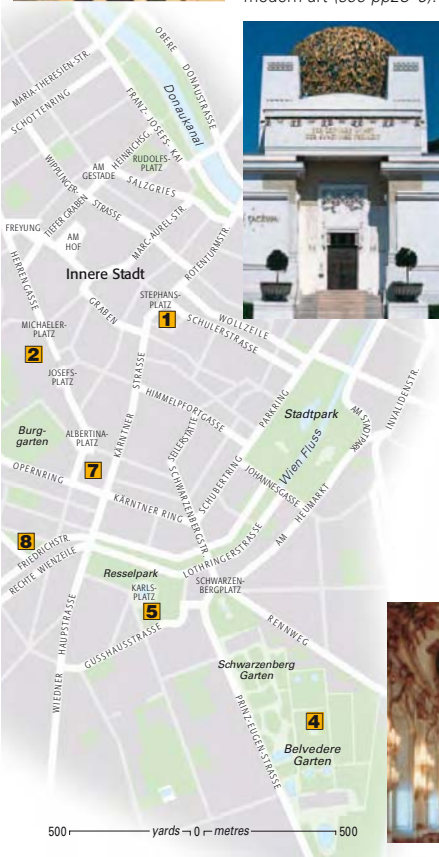 modern art (see
OBERE
DONAUSTRASSE
MARIA-THERESIEN-STR.
SCHOTTENRING
FRANZ-JOSEFS-KAI
Donaukanal
HEINRICHSG.
RUDOLFS-
PLATZ
AM
GESTADE
SALZGRIES
WIPPLINGER-
STRASSE
TIEFER GRABEN
MARC-AUREL-STR.
FREYUNG
AM
HOF
ROTENTURMSTR.
HERRENGASSE
Innere Stadt
STEPHANS-
PLATZ
GRABEN
1
WOLLZEILE
SCHULERSTRASSE
MICHAELER-
PLATZ
2
JOSEFS-
PLATZ
KÄRNTNER
STRASSE
HIMMELPFORTGASSE
SEILERSTÄTTE
PARKRING
Stadtpark
AM STADTPARK
INVALIDENSTR.
Burg-
garten
ALBERTINA-
PLATZ
7
OPERNRING
KÄRNTNER RING
SCHWARZENBERGSTR.
SCHUBERTRING
JOHANNESGASSE
Wien Fluss
AM HEUMARKT
8
FRIEDRICHSTR.
RECHTE WIENZEILE
LOTHRINGERSTRASSE
Resselpark
KARLS-
PLATZ
5
SCHWARZEN-
BERGPLATZ
RENNWEG
WIEDNER HAUPTSTRASSE
GUSSHAUSSTRASSE
Schwarzenberg
Garten
PRINZ-EUGEN-STRASSE
4
Belvedere
Garten
500 yards 0 metres 500